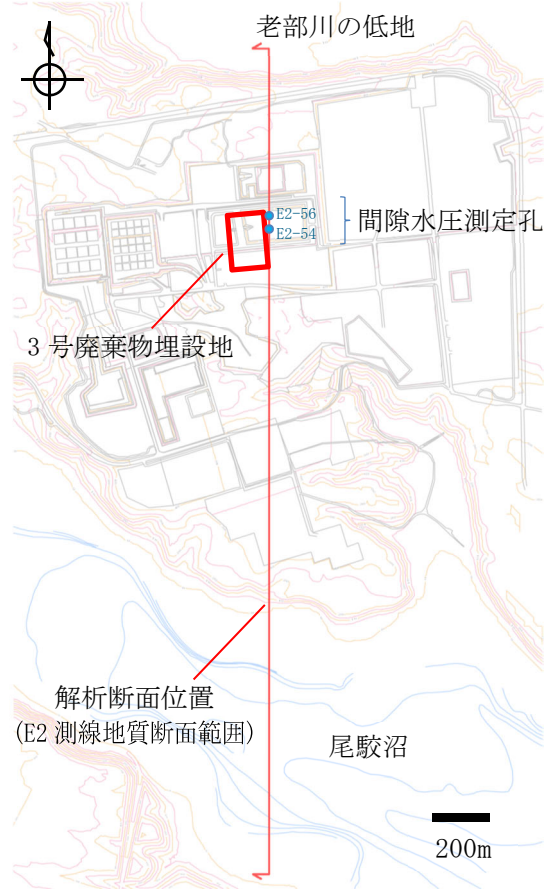 老部川の低地
E2-56
E2-54
間隙水圧測定孔
3 号廃棄物埋設地
解析断面位置
(E2 測線地質断面範囲)
尾駮沼
200m